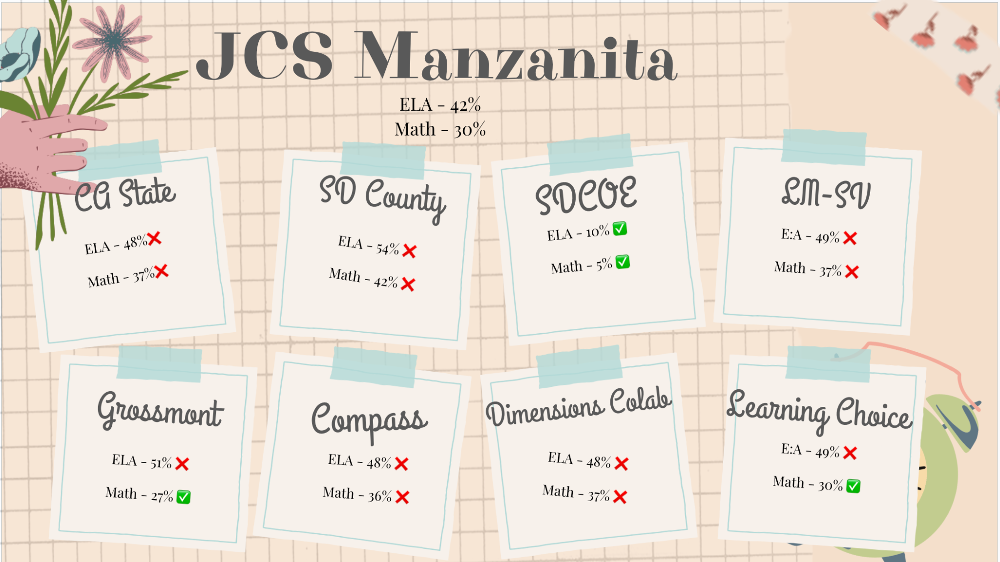 JCS Manzanita
ELA - 42%
Math - 30%
CA State
ELA - 48%❌
Math - 37%❌
SD County
ELA - 54% ❌
Math - 42% ❌
SDCOE
ELA - 10% ✅
Math - 5% ✅
LM-SV
E:A - 49% ❌
Math - 37% ❌
Grossmont
ELA - 51% ❌
Math - 27% ✅
Compass
ELA - 48% ❌
Math - 36% ❌
Dimensions Colab
ELA - 48% ❌
Math - 37% ❌
Learning Choice
E:A - 49% ❌
Math - 30% ✅